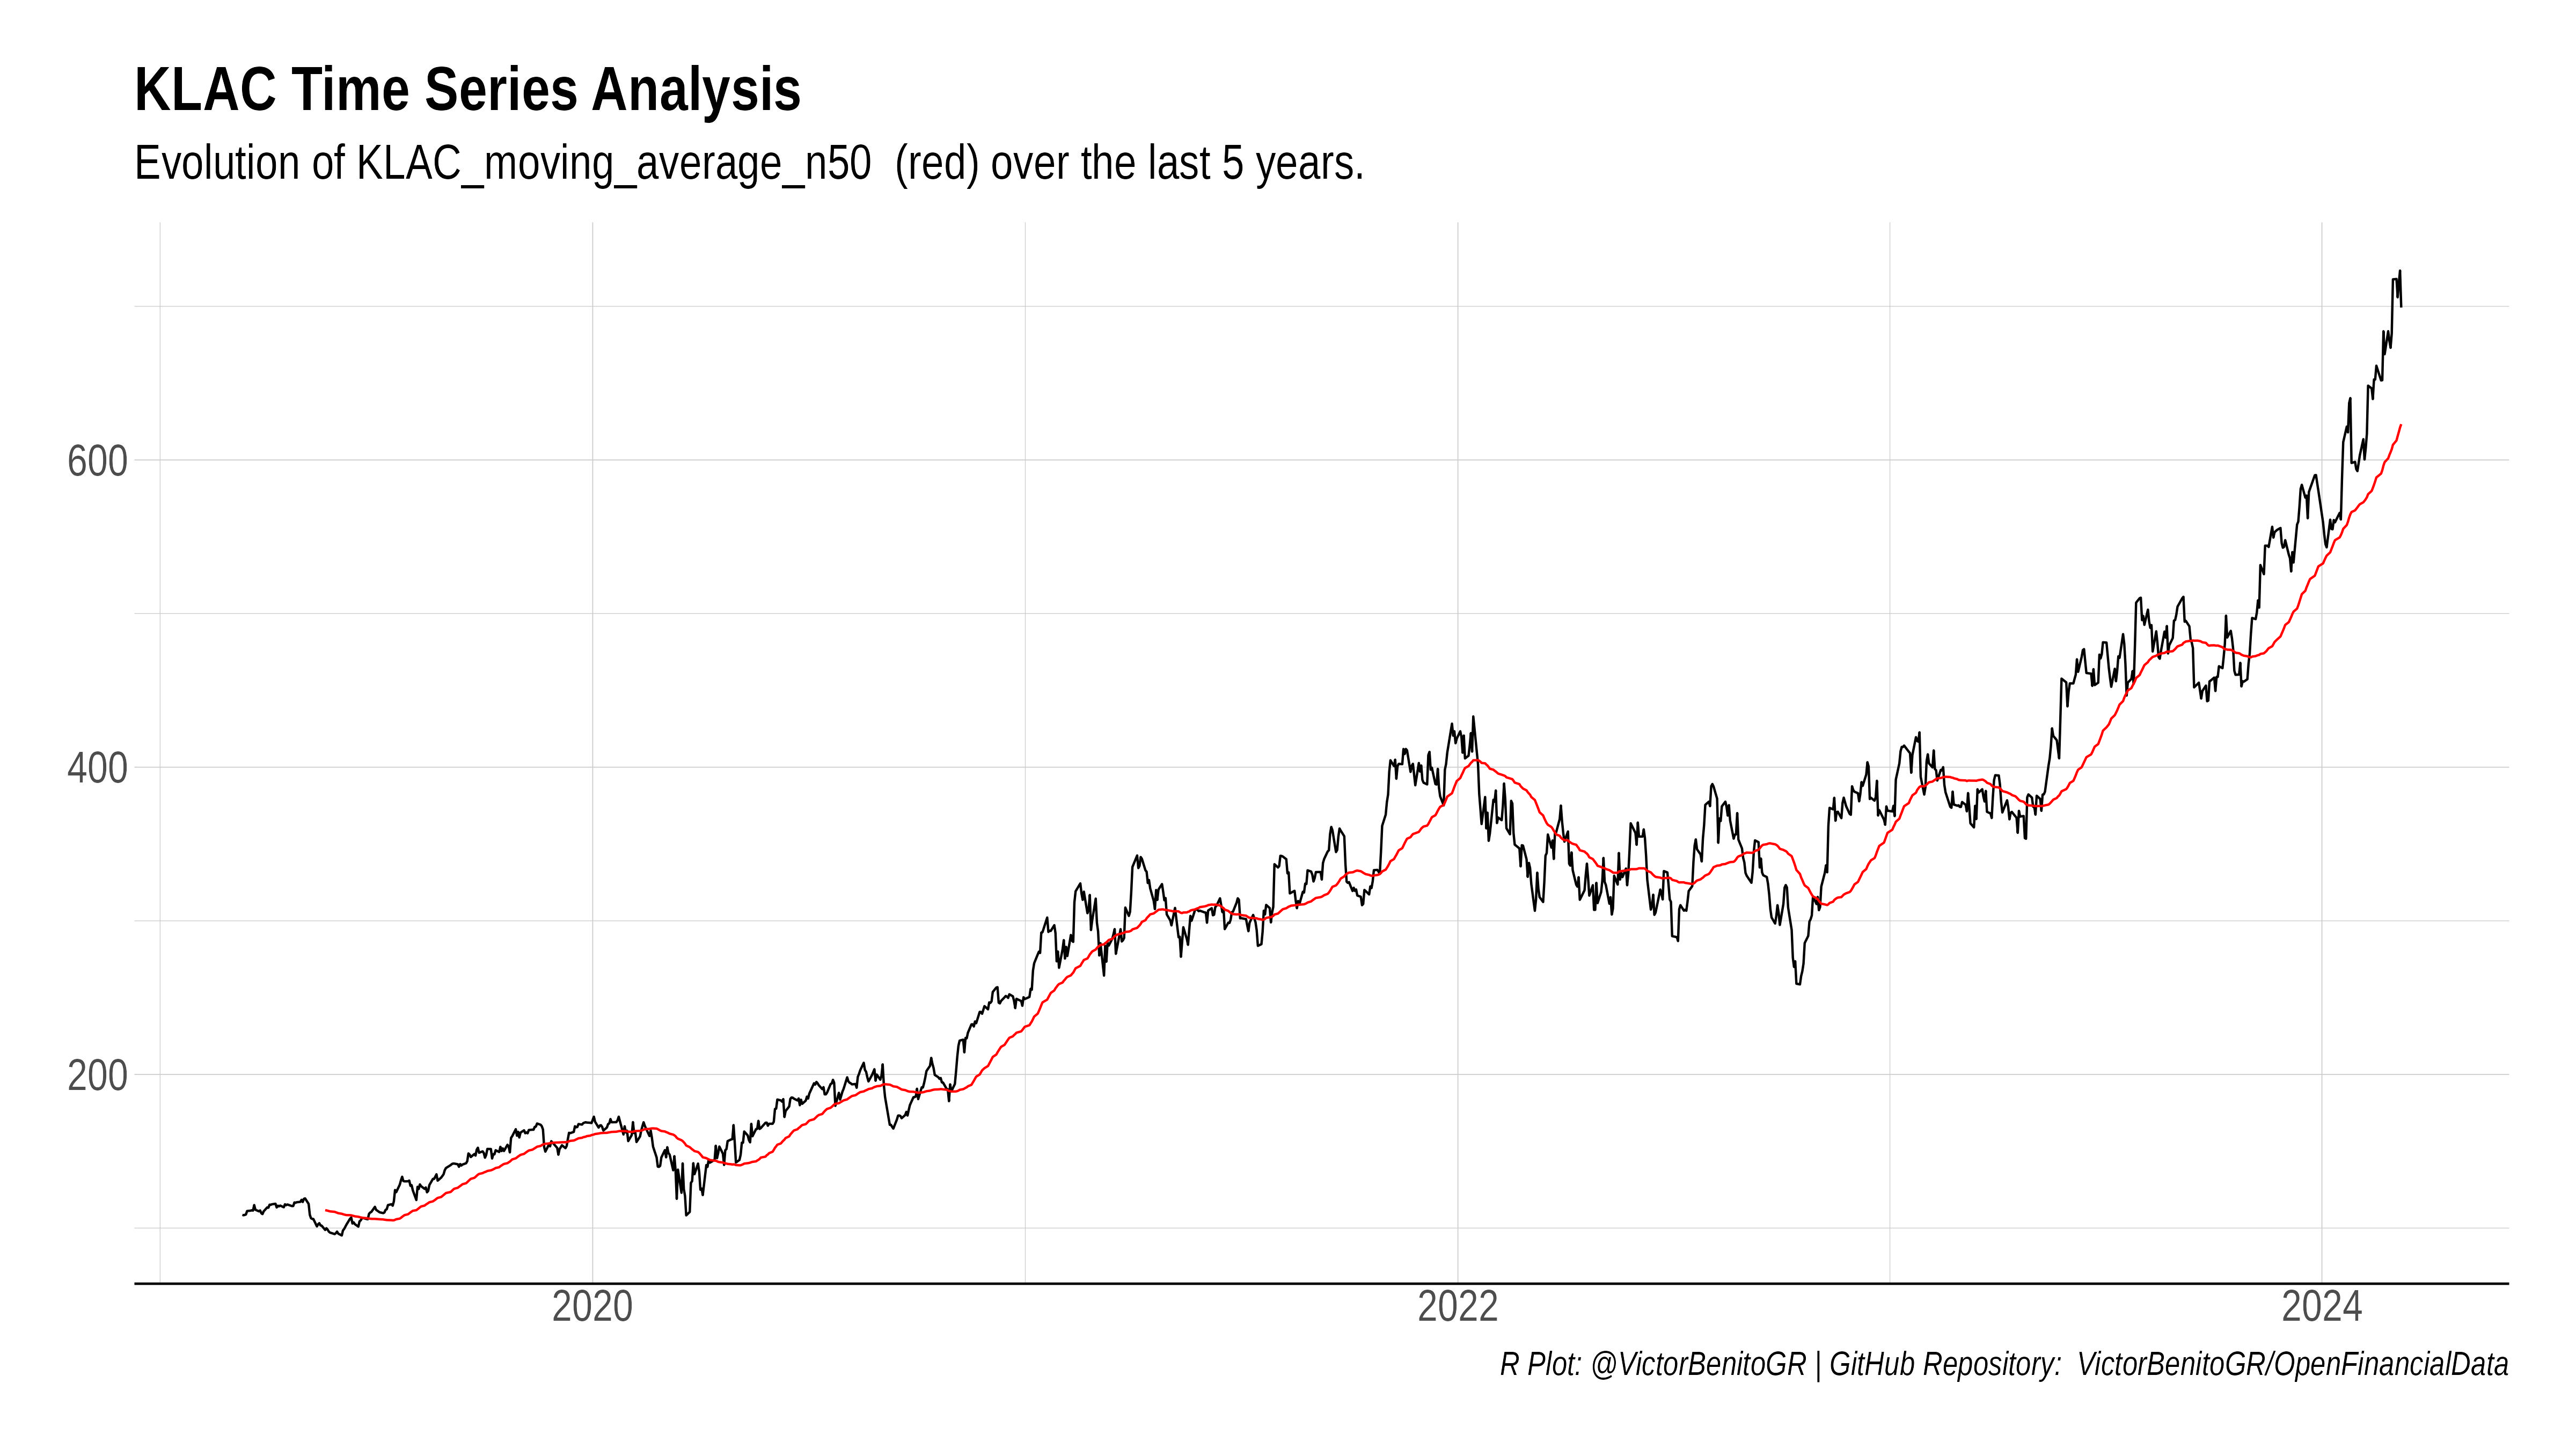 KLAC Time Series Analysis
Evolution of KLAC_moving_average_n50  (red) over the last 5 years.
600
400
200
2020 2022 2024
R Plot: @VictorBenitoGR | GitHub Repository:  VictorBenitoGR/OpenFinancialData